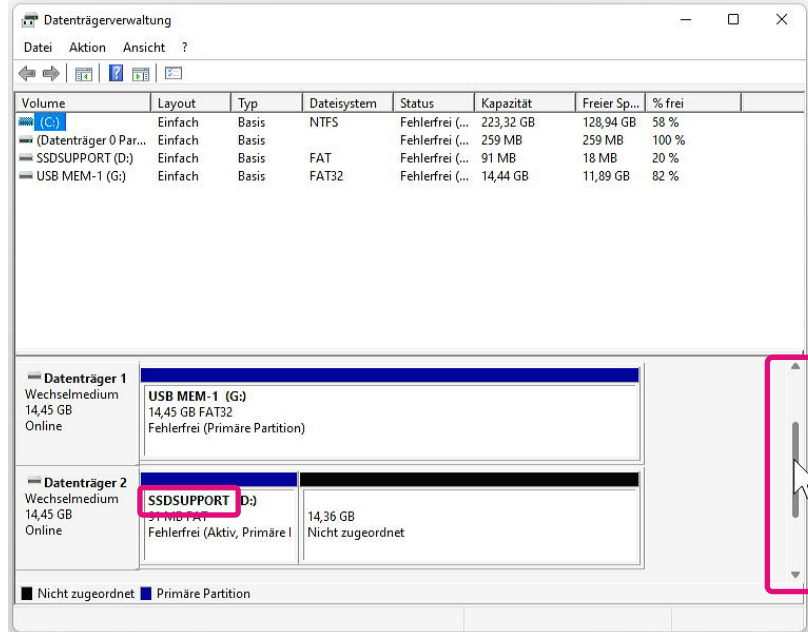 Datenträgerverwaltung
Datei Aktion Ansicht ?
Volume Layout Typ Dateisystem Status Kapazität Freier Sp... % frei
(C:) Einfach Basis NTFS Fehlerfrei (... 223,32 GB 128,94 GB 58 %
(Datenträger 0 Par... Einfach Basis Fehlerfrei (... 259 MB 259 MB 100 %
SSDSUPPORT (D:) Einfach Basis FAT Fehlerfrei (... 91 MB 18 MB 20 %
USB MEM-1 (G:) Einfach Basis FAT32 Fehlerfrei (... 14,44 GB 11,89 GB 82 %
Datenträger 1
Wechselmedium
14,45 GB
Online
USB MEM-1 (G:)
14,45 GB FAT32
Fehlerfrei (Primäre Partition)
Datenträger 2
Wechselmedium
14,45 GB
Online
SSDSUPPORT (D:)
91 MB FAT
Fehlerfrei (Aktiv, Primäre
14,36 GB
Nicht zugeordnet
Nicht zugeordnet Primäre Partition